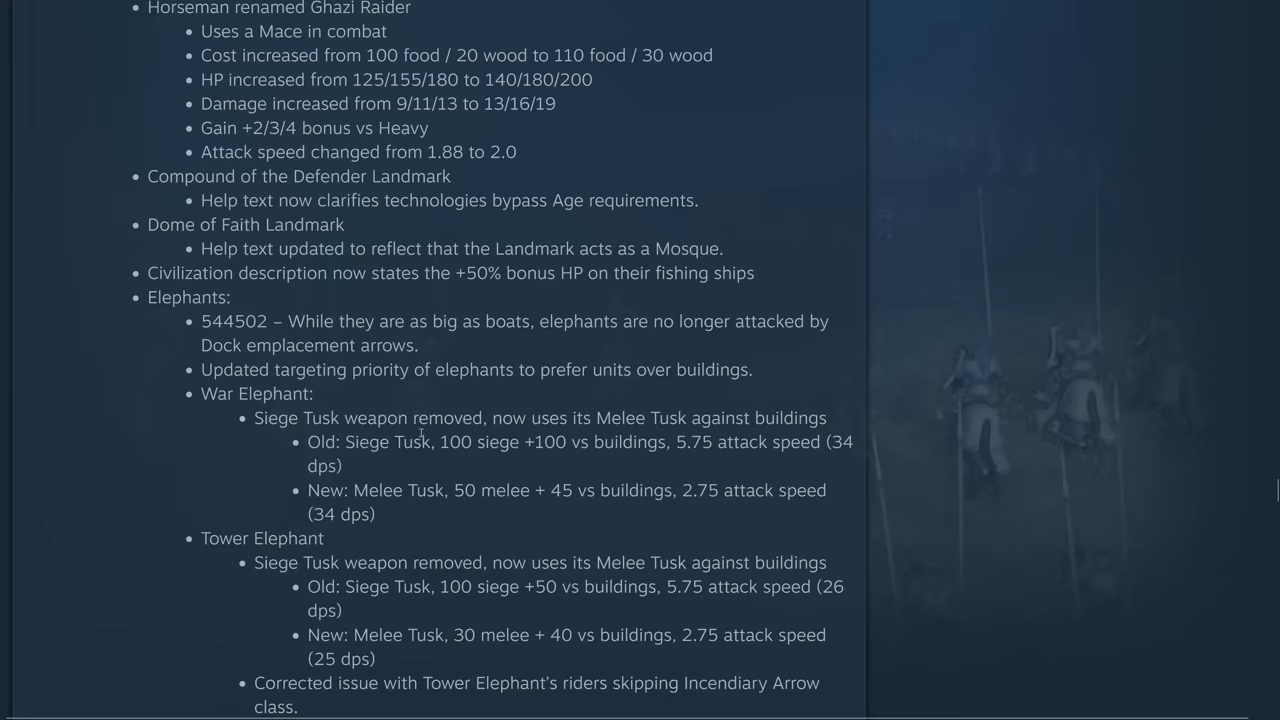 • Horseman renamed Ghazi Raider
• Uses a Mace in combat
• Cost increased from 100 food / 20 wood to 110 food / 30 wood
• HP increased from 125/155/180 to 140/180/200
• Damage increased from 9/11/13 to 13/16/19
• Gain +2/3/4 bonus vs Heavy
• Attack speed changed from 1.88 to 2.0
• Compound of the Defender Landmark
• Help text now clarifies technologies bypass Age requirements.
• Dome of Faith Landmark
• Help text updated to reflect that the Landmark acts as a Mosque.
• Civilization description now states the +50% bonus HP on their fishing ships
• Elephants:
• 544502 – While they are as big as boats, elephants are no longer attacked by
Dock emplacement arrows.
• Updated targeting priority of elephants to prefer units over buildings.
• War Elephant:
• Siege Tusk weapon removed, now uses its Melee Tusk against buildings
• Old: Siege Tusk, 100 siege +100 vs buildings, 5.75 attack speed (34
dps)
• New: Melee Tusk, 50 melee + 45 vs buildings, 2.75 attack speed
(34 dps)
• Tower Elephant
• Siege Tusk weapon removed, now uses its Melee Tusk against buildings
• Old: Siege Tusk, 100 siege +50 vs buildings, 5.75 attack speed (26
dps)
• New: Melee Tusk, 30 melee + 40 vs buildings, 2.75 attack speed
(25 dps)
• Corrected issue with Tower Elephant’s riders skipping Incendiary Arrow
class.